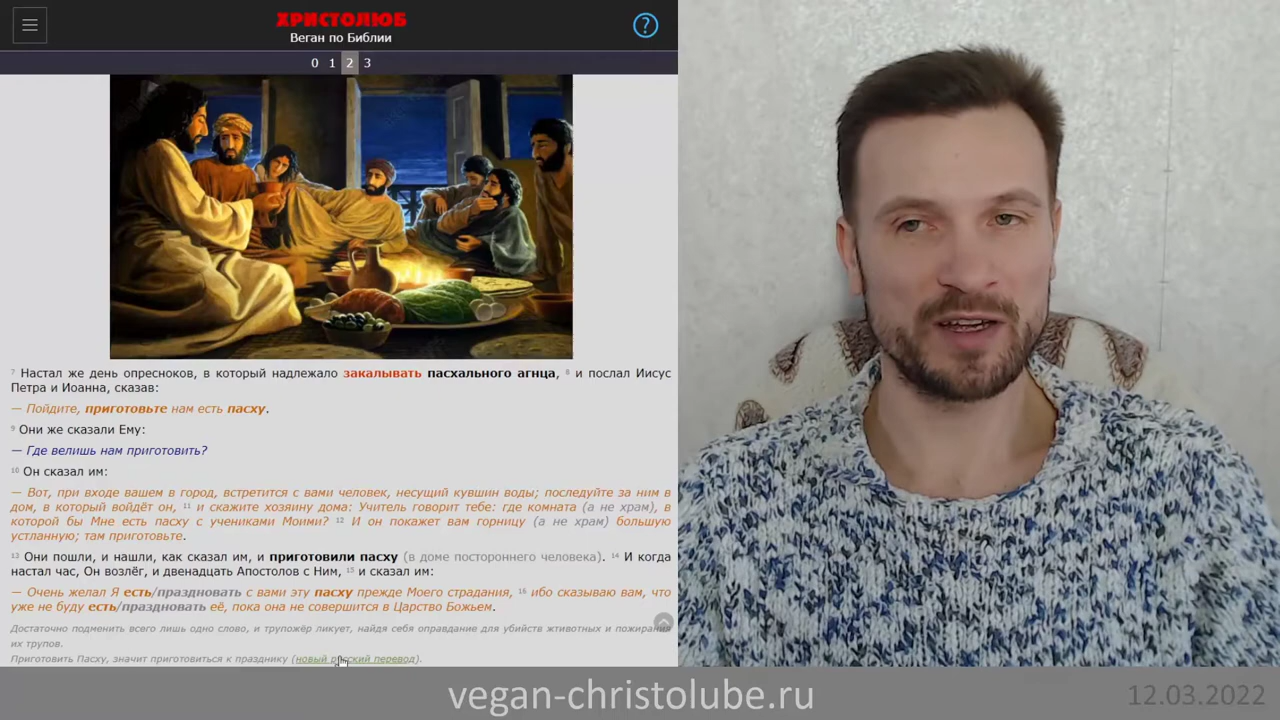 ХРИСТОЛЮБ
Веган по Библии
?
0 1 2 3
7 Настал же день опресноков, в который надлежало закалывать пасхального агнца, 8 и послал Иисус
Петра и Иоанна, сказав:
— Пойдите, приготовьте нам есть пасху.
9 Они же сказали Ему:
— Где велишь нам приготовить?
10 Он сказал им:
— Вот, при входе вашем в город, встретится с вами человек, несущий кувшин воды; последуйте за ним в
дом, в который войдёт он, 11 и скажите хозяину дома: Учитель говорит тебе: где комната (а не храм), в
которой бы Мне есть пасху с учениками Моими? 12 И он покажет вам горницу (а не храм) большую
устланную; там приготовьте.
13 Они пошли, и нашли, как сказал им, и приготовили пасху (в доме постороннего человека). 14 И когда
настал час, Он возлёг, и двенадцать Апостолов с Ним, 15 и сказал им:
— Очень желал Я есть/праздновать с вами эту пасху прежде Моего страдания, 16 ибо сказываю вам, что
уже не буду есть/праздновать её, пока она не совершится в Царство Божьем.
Достаточно подменить всего лишь одно слово, и трупожёр ликует, найдя себя оправдание для убийств жтивотных и пожирания
их трупов.
Приготовить Пасху, значит приготовиться к празднику (новый русский перевод).
vegan-christolube.ru
12.03.2022